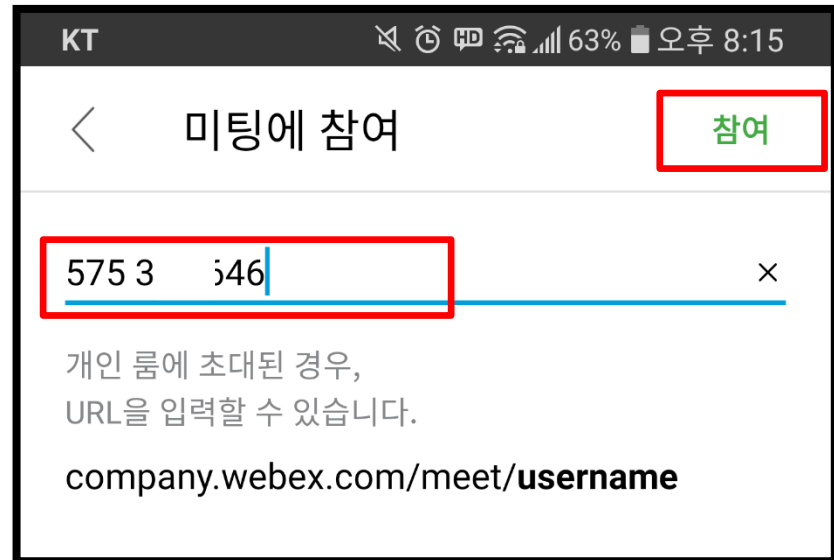 KT 63% 오후 8:15
미팅에 참여 참여
575 3 646
개인 룸에 초대된 경우,
URL을 입력할 수 있습니다.
company.webex.com/meet/username